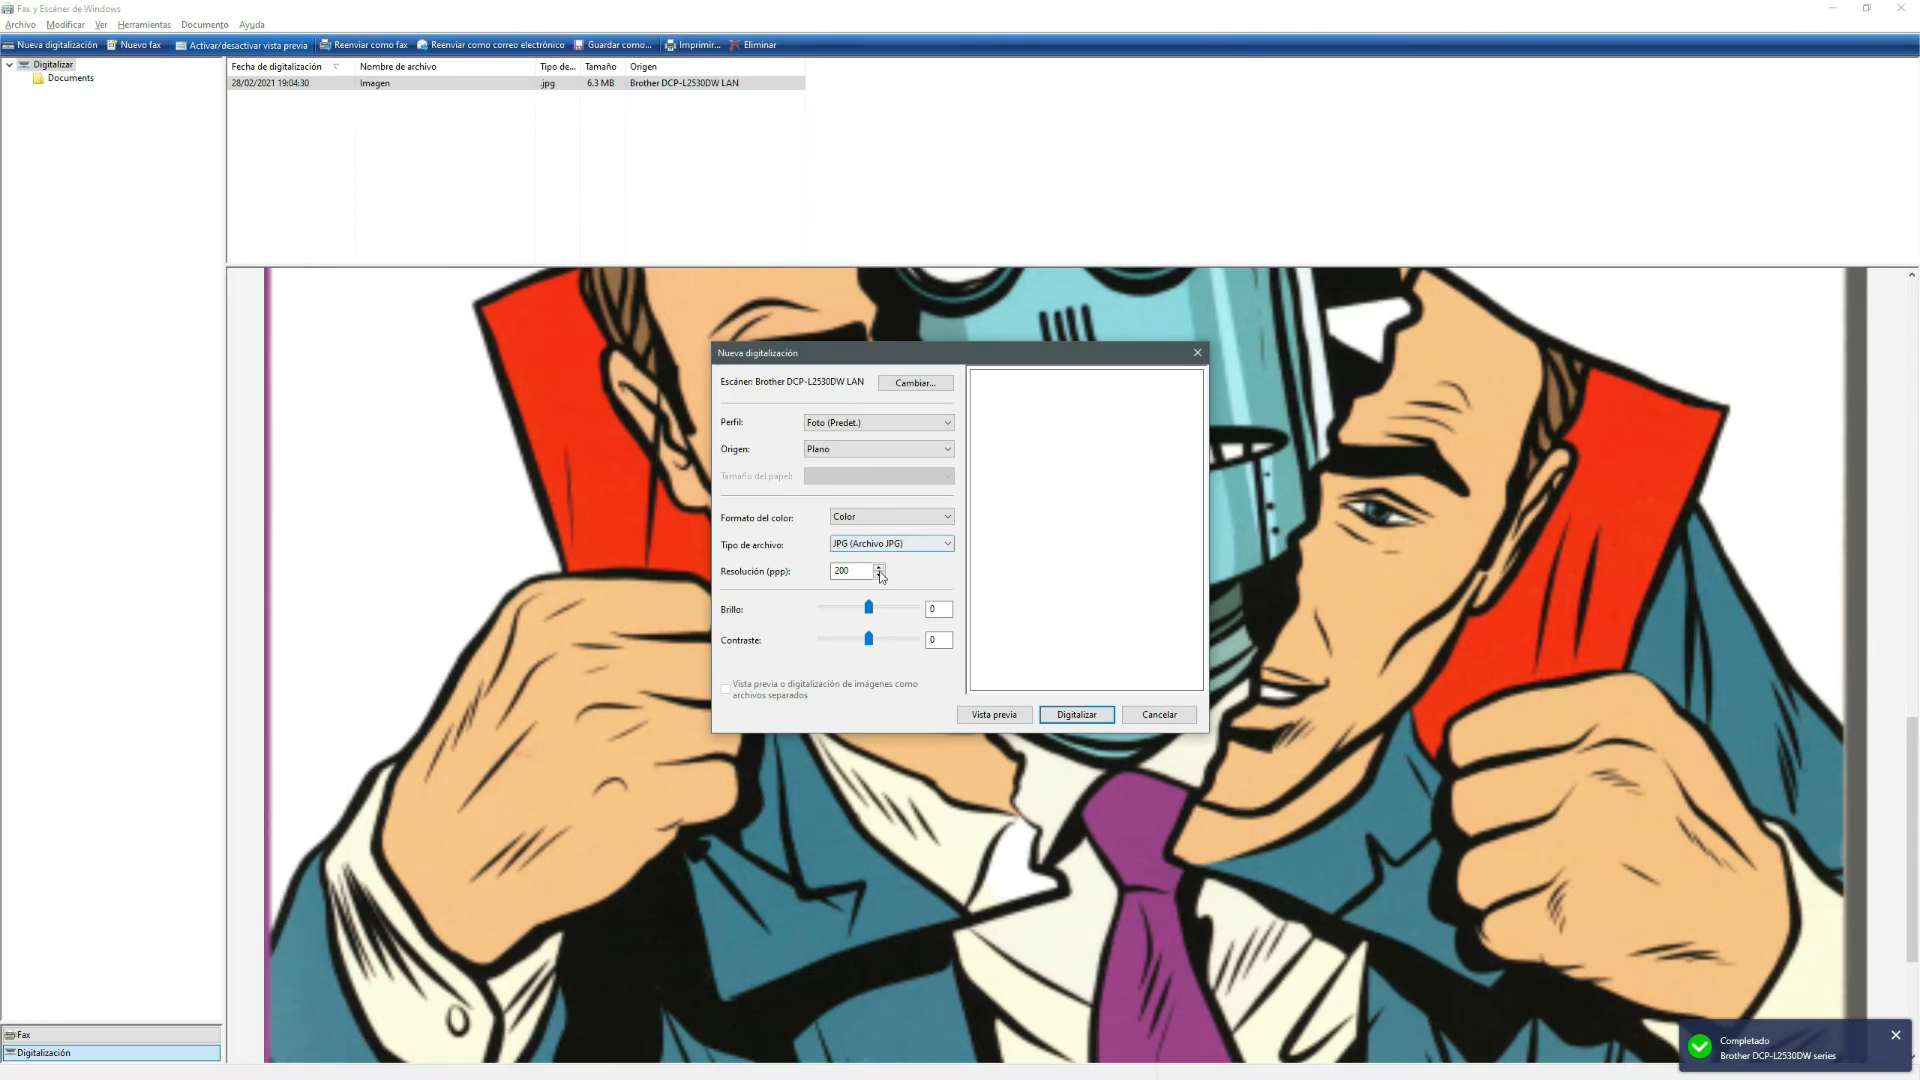 Fax y Escáner de Windows
Archivo Modificar Ver Herramientas Documento Ayuda
Nueva digitalización Nuevo fax Activar/desactivar vista previa Reenviar como fax Reenviar como correo electrónico Guardar como... Imprimir... Eliminar
Digitalizar
Documents
Fecha de digitalización Nombre de archivo Tipo de... Tamaño Origen
28/02/2021 19:04:30 Imagen .jpg 6.3 MB Brother DCP-L2530DW LAN
Nueva digitalización
Escáner: Brother DCP-L2530DW LAN Cambiar...
Perfil: Foto (Predet.)
Origen: Plano
Tamaño del papel:
Formato del color: Color
Tipo de archivo: JPG (Archivo JPG)
Resolución (ppp): 200
Brillo: 0
Contraste: 0
Vista previa o digitalización de imágenes como
archivos separados
Vista previa Digitalizar Cancelar
Fax
Digitalización
Completado
Brother DCP-L2530DW series